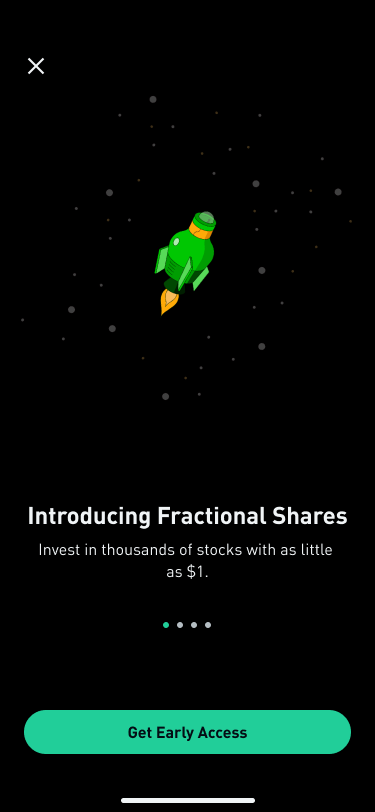 Introducing Fractional Shares
Invest in thousands of stocks with as little
as $1.
Get Early Access